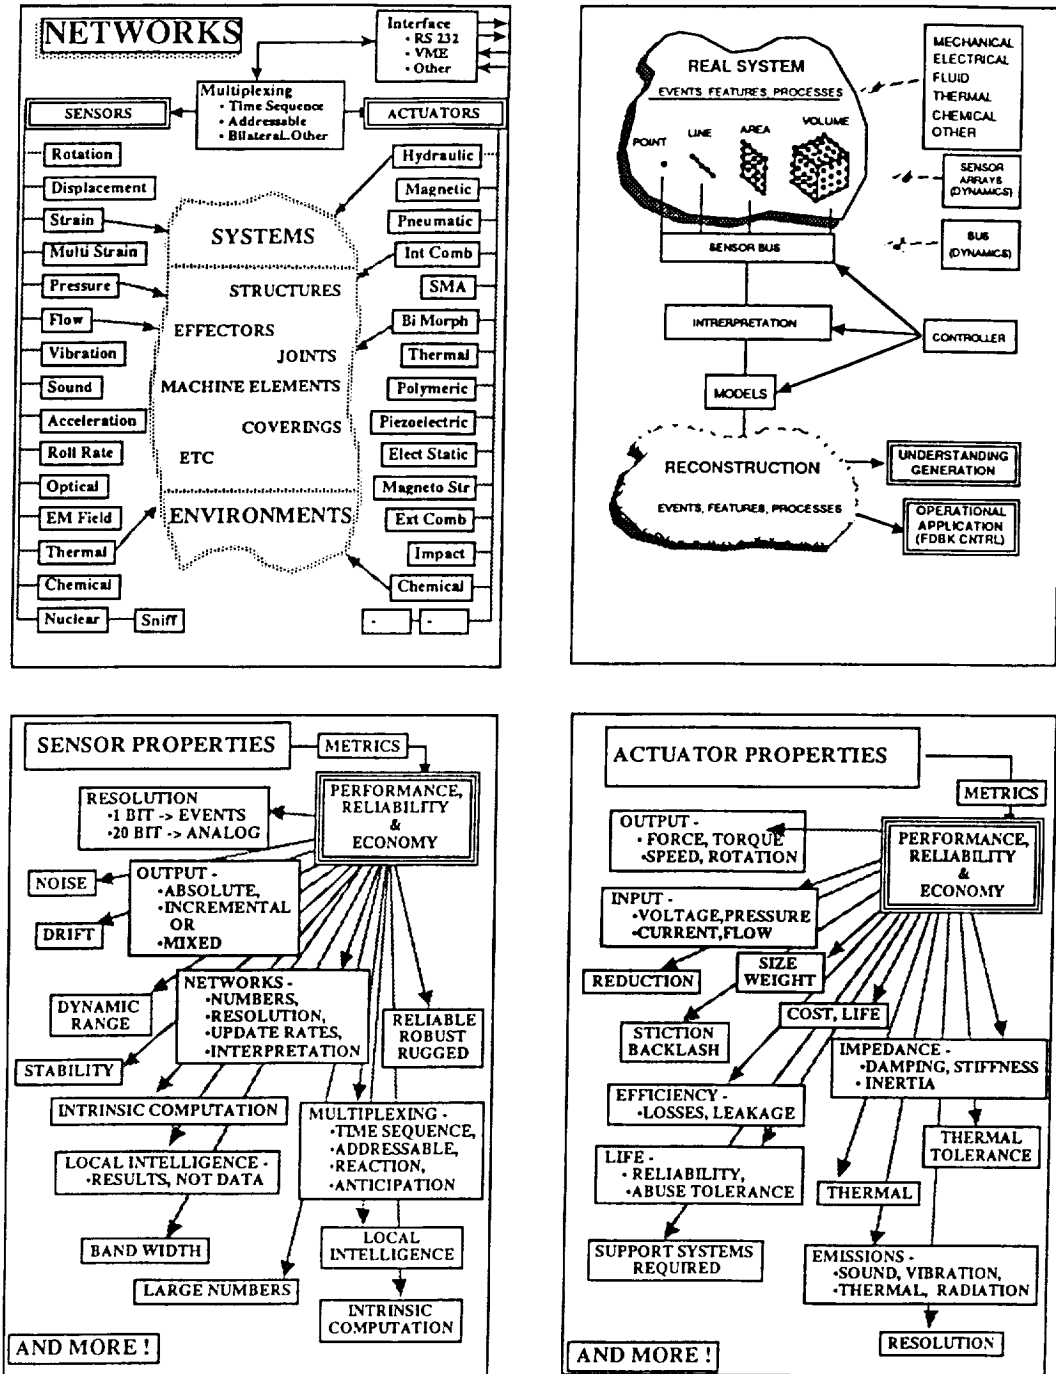 NETWORKS
Interface
• RS 232
• VME
• Other
Multiplexing
• Time Sequence
• Addressable
• Bilateral..Other
SENSORS
ACTUATORS
Rotation
Displacement
Strain
Multi Strain
Pressure
Flow
Vibration
Sound
Acceleration
Roll Rate
Optical
EM Field
Thermal
Chemical
Nuclear
Sniff
SYSTEMS
STRUCTURES
EFFECTORS
JOINTS
MACHINE ELEMENTS
COVERINGS
ETC
ENVIRONMENTS
Hydraulic
Magnetic
Pneumatic
Int Comb
SMA
Bi Morph
Thermal
Polymeric
Piezoelectric
Elect Static
Magneto Str
Ext Comb
Impact
Chemical
-
-
REAL SYSTEM
EVENTS, FEATURES, PROCESSES
POINT
LINE
AREA
VOLUME
MECHANICAL
ELECTRICAL
FLUID
THERMAL
CHEMICAL
OTHER
SENSOR
ARRAYS
(DYNAMICS)
BUS
(DYNAMICS)
SENSOR BUS
INTRERPRETATION
CONTROLLER
MODELS
RECONSTRUCTION
EVENTS, FEATURES, PROCESSES
UNDERSTANDING
GENERATION
OPERATIONAL
APPLICATION
(FDBK CNTRL)
SENSOR PROPERTIES
METRICS
PERFORMANCE,
RELIABILITY
&
ECONOMY
RESOLUTION
•1 BIT -> EVENTS
•20 BIT -> ANALOG
NOISE
DRIFT
OUTPUT -
•ABSOLUTE,
•INCREMENTAL
OR
•MIXED
DYNAMIC
RANGE
STABILITY
NETWORKS -
•NUMBERS,
•RESOLUTION,
•UPDATE RATES,
•INTERPRETATION
RELIABLE
ROBUST
RUGGED
INTRINSIC COMPUTATION
LOCAL INTELLIGENCE -
•RESULTS, NOT DATA
MULTIPLEXING -
•TIME SEQUENCE,
•ADDRESSABLE,
•REACTION,
•ANTICIPATION
BAND WIDTH
LARGE NUMBERS
LOCAL
INTELLIGENCE
INTRINSIC
COMPUTATION
AND MORE !
ACTUATOR PROPERTIES
METRICS
PERFORMANCE,
RELIABILITY
&
ECONOMY
OUTPUT -
• FORCE, TORQUE
•SPEED, ROTATION
INPUT -
•VOLTAGE,PRESSURE
•CURRENT,FLOW
REDUCTION
SIZE
WEIGHT
STICTION
BACKLASH
COST, LIFE
IMPEDANCE -
•DAMPING, STIFFNESS
• INERTIA
EFFICIENCY -
•LOSSES, LEAKAGE
THERMAL
TOLERANCE
LIFE -
• RELIABILITY,
• ABUSE TOLERANCE
THERMAL
SUPPORT SYSTEMS
REQUIRED
EMISSIONS -
•SOUND, VIBRATION,
•THERMAL, RADIATION
RESOLUTION
AND MORE !